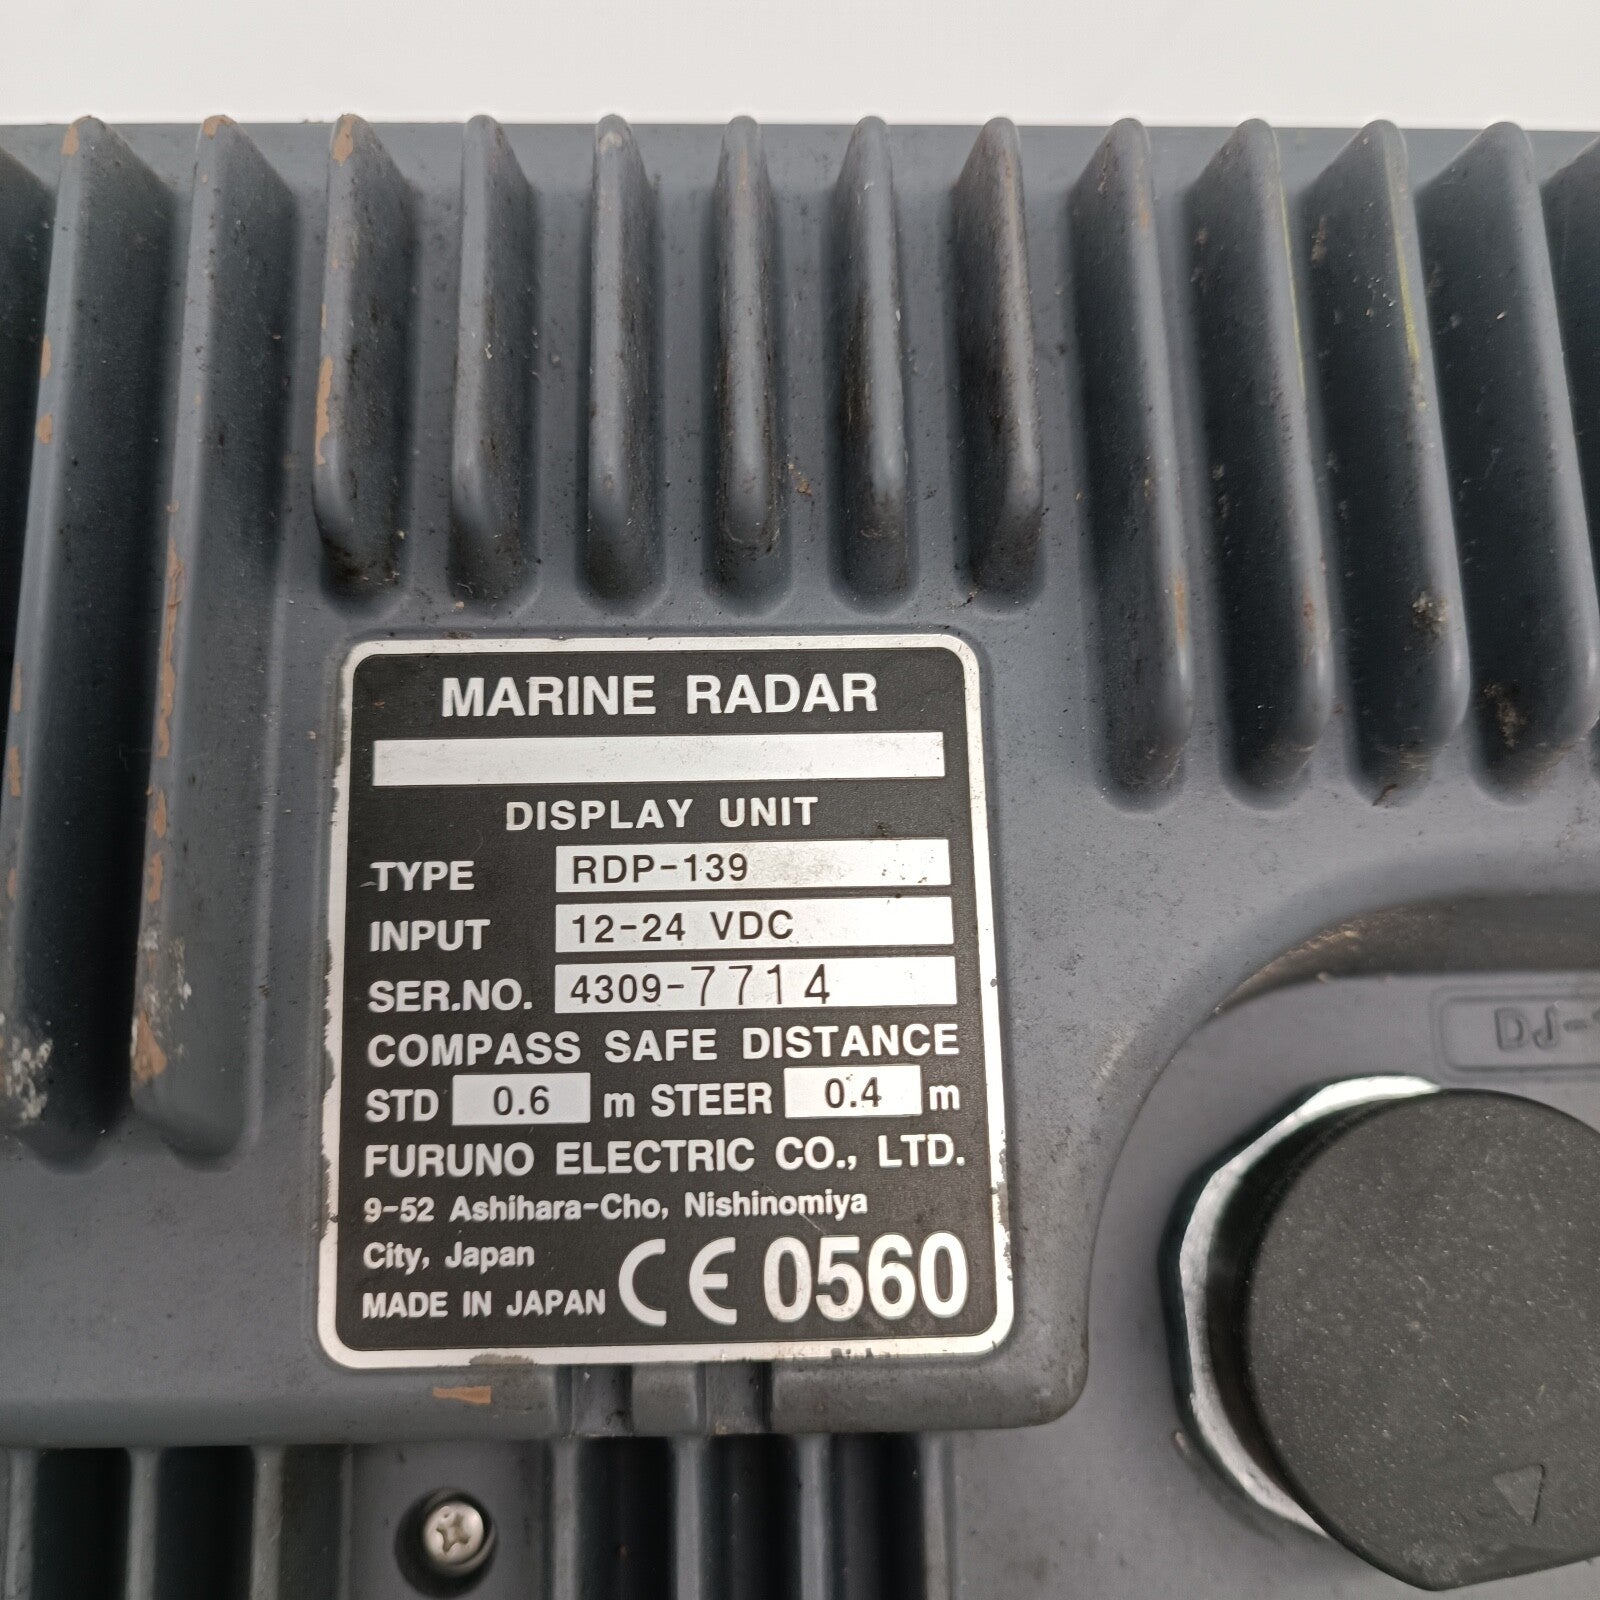 MARINE RADAR
DISPLAY UNIT
TYPE RDP-139
INPUT 12-24 VDC
SER.NO. 4309-7714
COMPASS SAFE DISTANCE
STD 0.6 m STEER 0.4 m
FURUNO ELECTRIC CO., LTD.
9-52 Ashihara-Cho, Nishinomiya
City, Japan
MADE IN JAPAN CE 0560